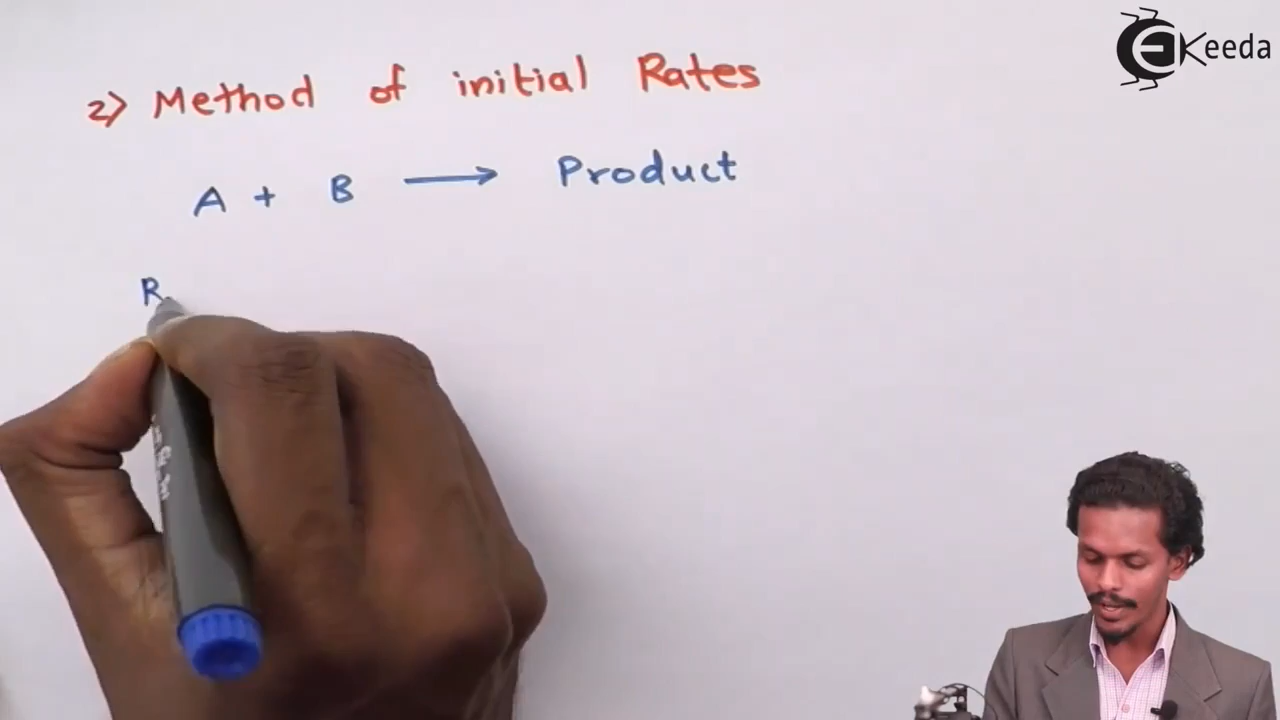 EKeeda
2) Method of initial Rates
A + B ⟶ Product
R